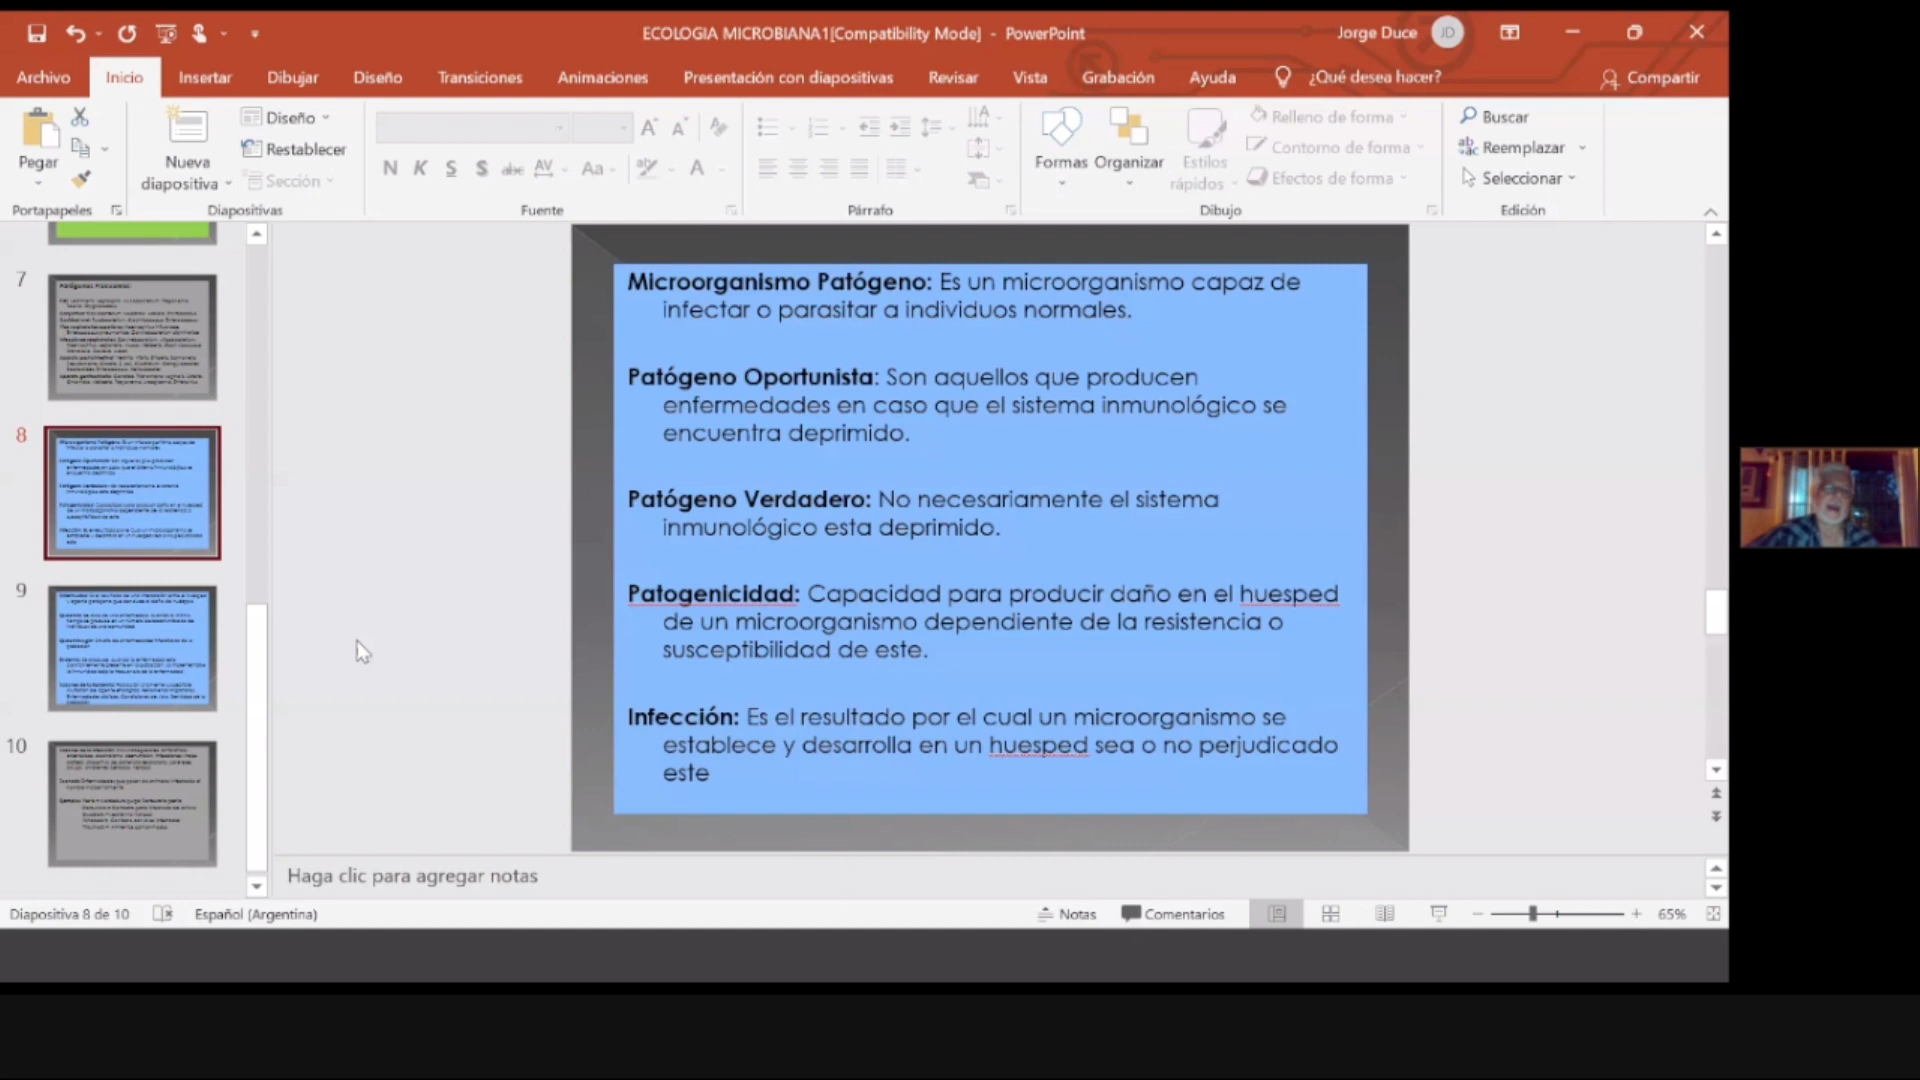 ECOLOGIA MICROBIANA1[Compatibility Mode] - PowerPoint
Jorge Duce
JD
Archivo
Inicio
Insertar
Dibujar
Diseño
Transiciones
Animaciones
Presentación con diapositivas
Revisar
Vista
Grabación
Ayuda
¿Qué desea hacer?
Compartir
Pegar
Portapapeles
Nueva
diapositiva
Diseño
Restablecer
Sección
Diapositivas
N K S S abc AV Aa A
Fuente
Párrafo
Formas
Organizar
Estilos
rápidos
Relleno de forma
Contorno de forma
Efectos de forma
Dibujo
Buscar
Reemplazar
Seleccionar
Edición
7
8
9
10
Microorganismo Patógeno: Es un microorganismo capaz de
infectar o parasitar a individuos normales.
Patógeno Oportunista: Son aquellos que producen
enfermedades en caso que el sistema inmunológico se
encuentra deprimido.
Patógeno Verdadero: No necesariamente el sistema
inmunológico esta deprimido.
Patogenicidad: Capacidad para producir daño en el huesped
de un microorganismo dependiente de la resistencia o
susceptibilidad de este.
Infección: Es el resultado por el cual un microorganismo se
establece y desarrolla en un huesped sea o no perjudicado
este
Haga clic para agregar notas
Diapositiva 8 de 10
Español (Argentina)
Notas
Comentarios
65%